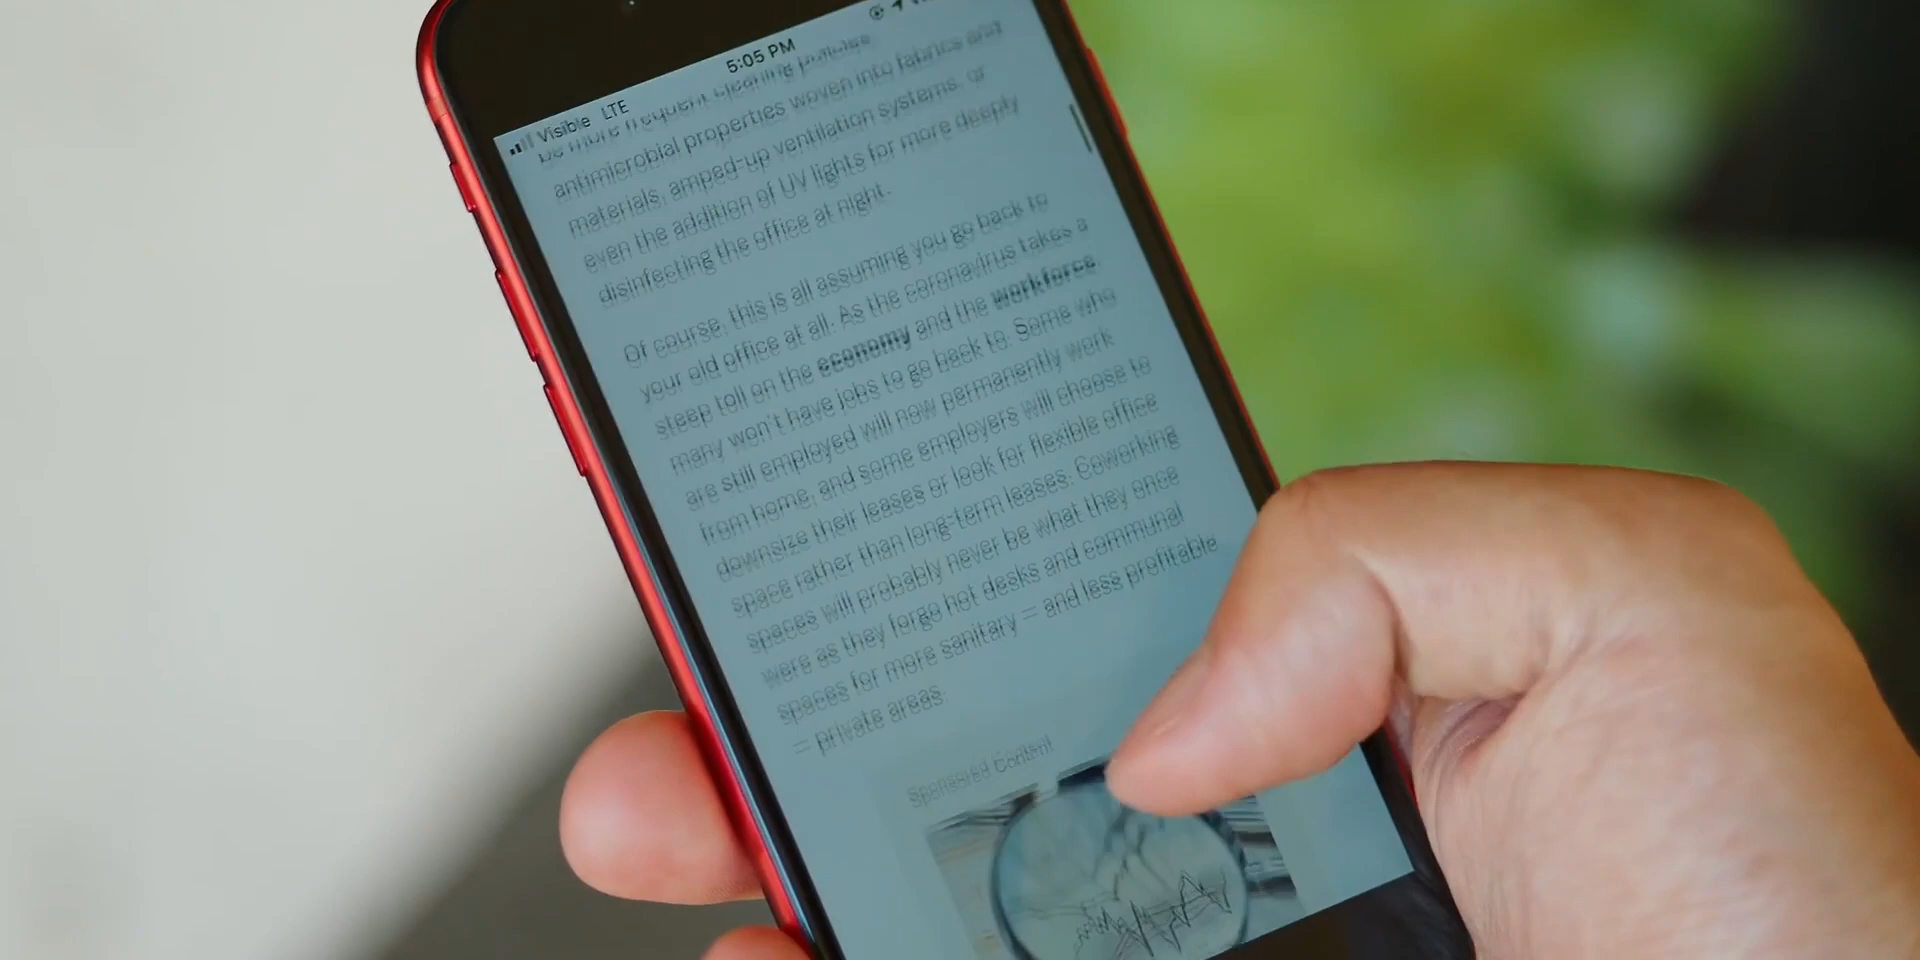 Visible LTE 5:05 PM
be more frequent cleaning policies
antimicrobial properties woven into fabrics and
materials, amped-up ventilation systems, or
even the addition of UV lights for more deeply
disinfecting the office at night.
Of course, this is all assuming you go back to
your old office at all. As the coronavirus takes a
steep toll on the economy and the workforce,
many won't have jobs to go back to. Some who
are still employed will now permanently work
from home, and some employers will choose to
downsize their leases or look for flexible office
space rather than long-term leases. Coworking
spaces will probably never be what they once
were as they forgo hot desks and communal
spaces for more sanitary — and less profitable
— private areas.
Sponsored Content